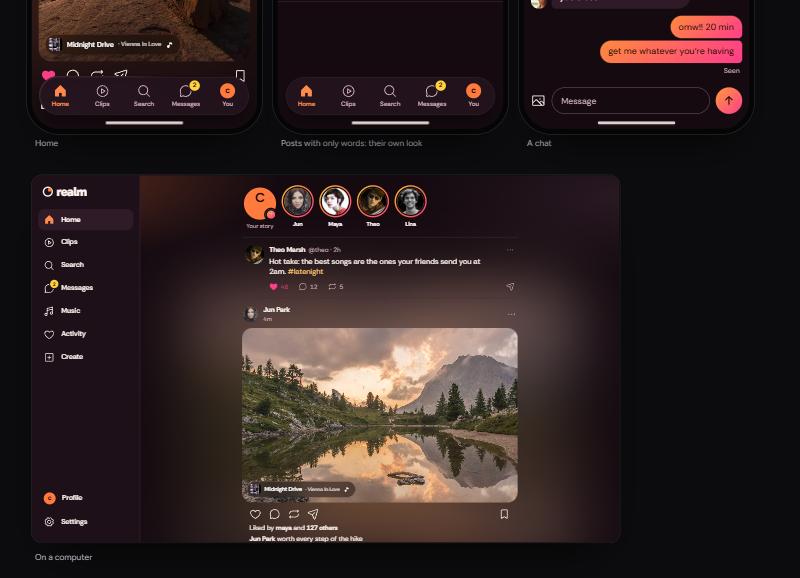 Midnight Drive · Vienna In Love
Home
Clips
Search
2
Messages
C
You
Home
Clips
Search
2
Messages
C
You
omw!! 20 min
get me whatever you're having
Seen
Message
Home
Posts with only words: their own look
A chat
realm
Home
Clips
Search
2
Messages
Music
Activity
Create
C
Profile
Settings
C
Your story
Jun
Maya
Theo
Lina
Theo Marsh @theo · 2h
Hot take: the best songs are the ones your friends send you at
2am. #latenight
48 12 5
Jun Park
4m
Midnight Drive · Vienna In Love
Liked by maya and 127 others
Jun Park worth every step of the hike
On a computer